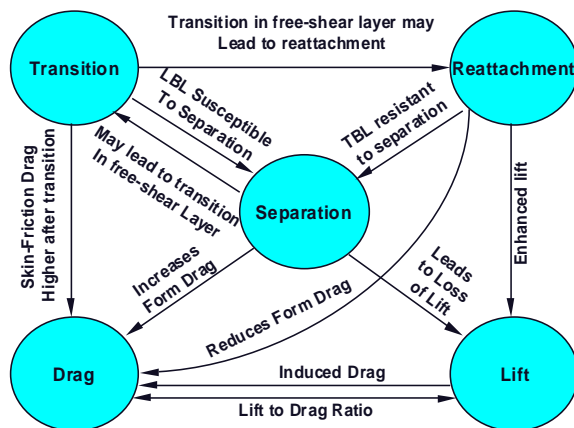 Transition in free-shear layer may
Lead to reattachment
Transition
Reattachment
LBL Susceptible
To Separation
TBL resistant
to separation
May lead to transition
In free-shear Layer
Skin-Friction Drag
Higher after transition
Separation
Enhanced lift
Increases
Form Drag
Leads
to Loss
of Lift
Reduces Form Drag
Drag
Induced Drag
Lift
Lift to Drag Ratio